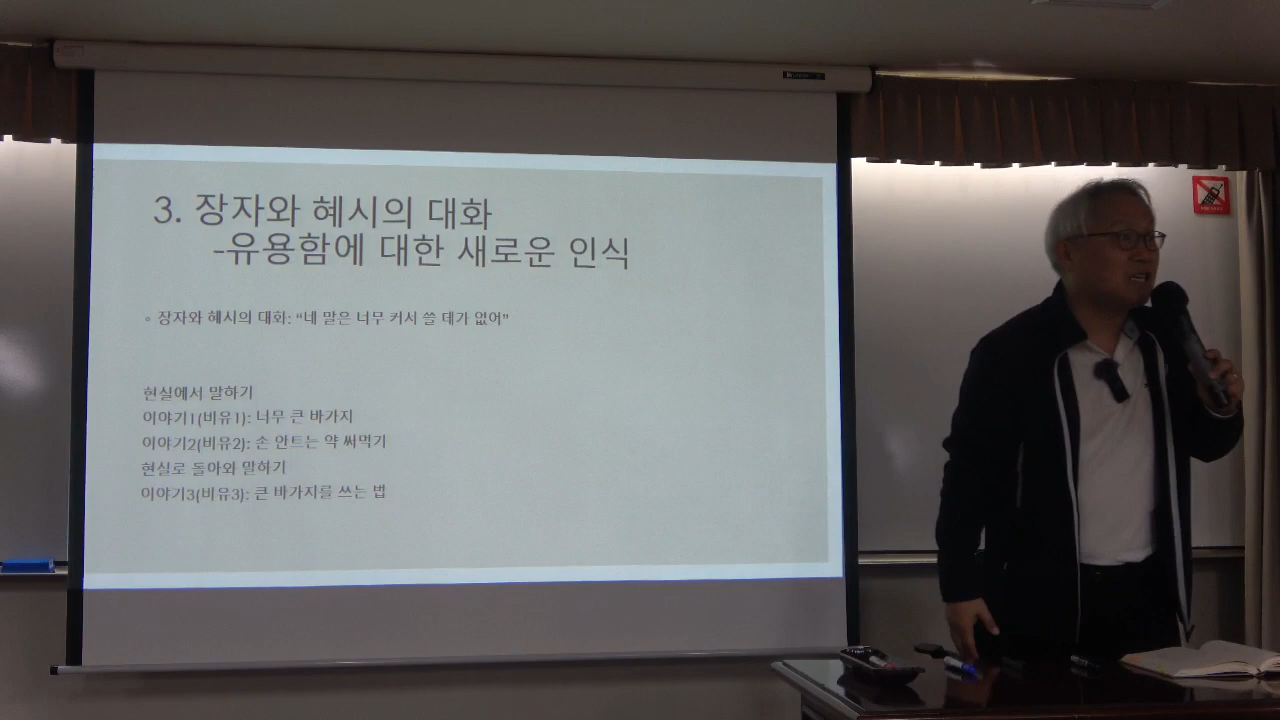 3. 장자와 혜시의 대화
-유용함에 대한 새로운 인식
◦ 장자와 혜시의 대화: “네 말은 너무 커서 쓸 데가 없어”
현실에서 말하기
이야기1(비유1): 너무 큰 바가지
이야기2(비유2): 손 안트는 약 써먹기
현실로 돌아와 말하기
이야기3(비유3): 큰 바가지를 쓰는 법